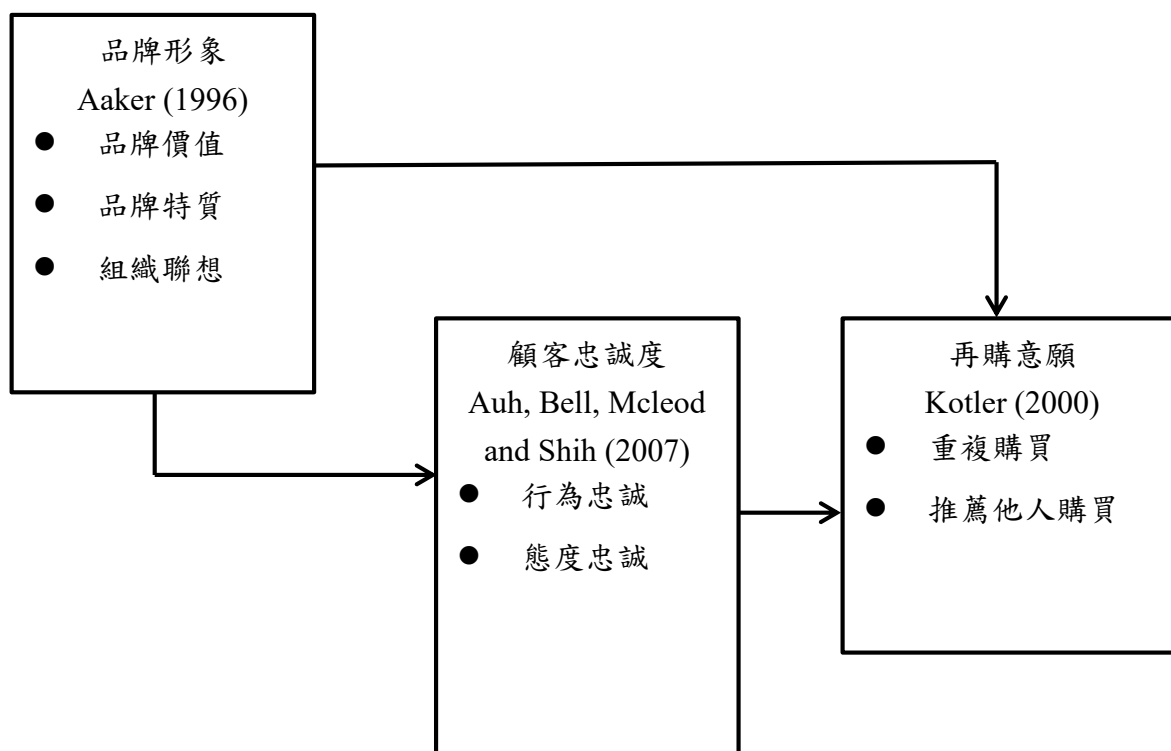 品牌形象
Aaker (1996)
● 品牌價值
● 品牌特質
● 組織聯想
顧客忠誠度
Auh, Bell, Mcleod
and Shih (2007)
● 行為忠誠
● 態度忠誠
再購意願
Kotler (2000)
● 重複購買
● 推薦他人購買